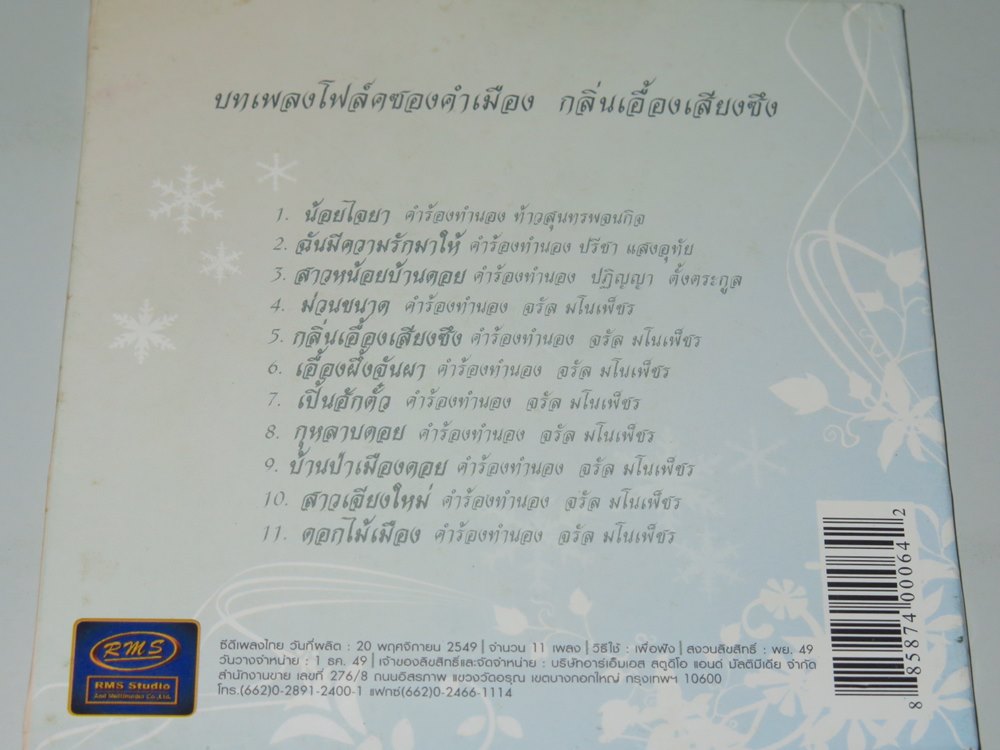 บทเพลงโฟล์คซองคำเมือง กลิ่นเอื้องเสียงซึง
1. น้อยไจยา คำร้องทำนอง ท้าวสุนทรพจนกิจ
2. ฉันมีความรักมาให้ คำร้องทำนอง ปรีชา แสงอุทัย
3. สาวหน้อยบ้านดอย คำร้องทำนอง ปฏิญญา ตั้งตระกูล
4. ม่วนขนาด คำร้องทำนอง จรัล มโนเพ็ชร
5. กลิ่นเอื้องเสียงซึง คำร้องทำนอง จรัล มโนเพ็ชร
6. เอื้องผึ้งจันผา คำร้องทำนอง จรัล มโนเพ็ชร
7. เปิ้นฮักตั๋ว คำร้องทำนอง จรัล มโนเพ็ชร
8. กุหลาบดอย คำร้องทำนอง จรัล มโนเพ็ชร
9. บ้านป่าเมืองดอย คำร้องทำนอง จรัล มโนเพ็ชร
10. สาวเจียงใหม่ คำร้องทำนอง จรัล มโนเพ็ชร
11. ดอกไม้เมือง คำร้องทำนอง จรัล มโนเพ็ชร
8 85874 00064 2
RMS
RMS Studio
And Multimedia Co.,Ltd.
ซีดีเพลงไทย วันที่ผลิต : 20 พฤศจิกายน 2549 | จำนวน 11 เพลง | วิธีใช้ : เพื่อฟัง | สงวนลิขสิทธิ์ : พย. 49
วันวางจำหน่าย : 1 ธค. 49 | เจ้าของลิขสิทธิ์และจัดจำหน่าย : บริษัทอาร์เอ็มเอส สตูดิโอ แอนด์ มัลติมีเดีย จำกัด
สำนักงานขาย เลขที่ 276/8 ถนนอิสรภาพ แขวงวัดอรุณ เขตบางกอกใหญ่ กรุงเทพฯ 10600
โทร.(662)0-2891-2400-1 แฟกซ์(662)0-2466-1114